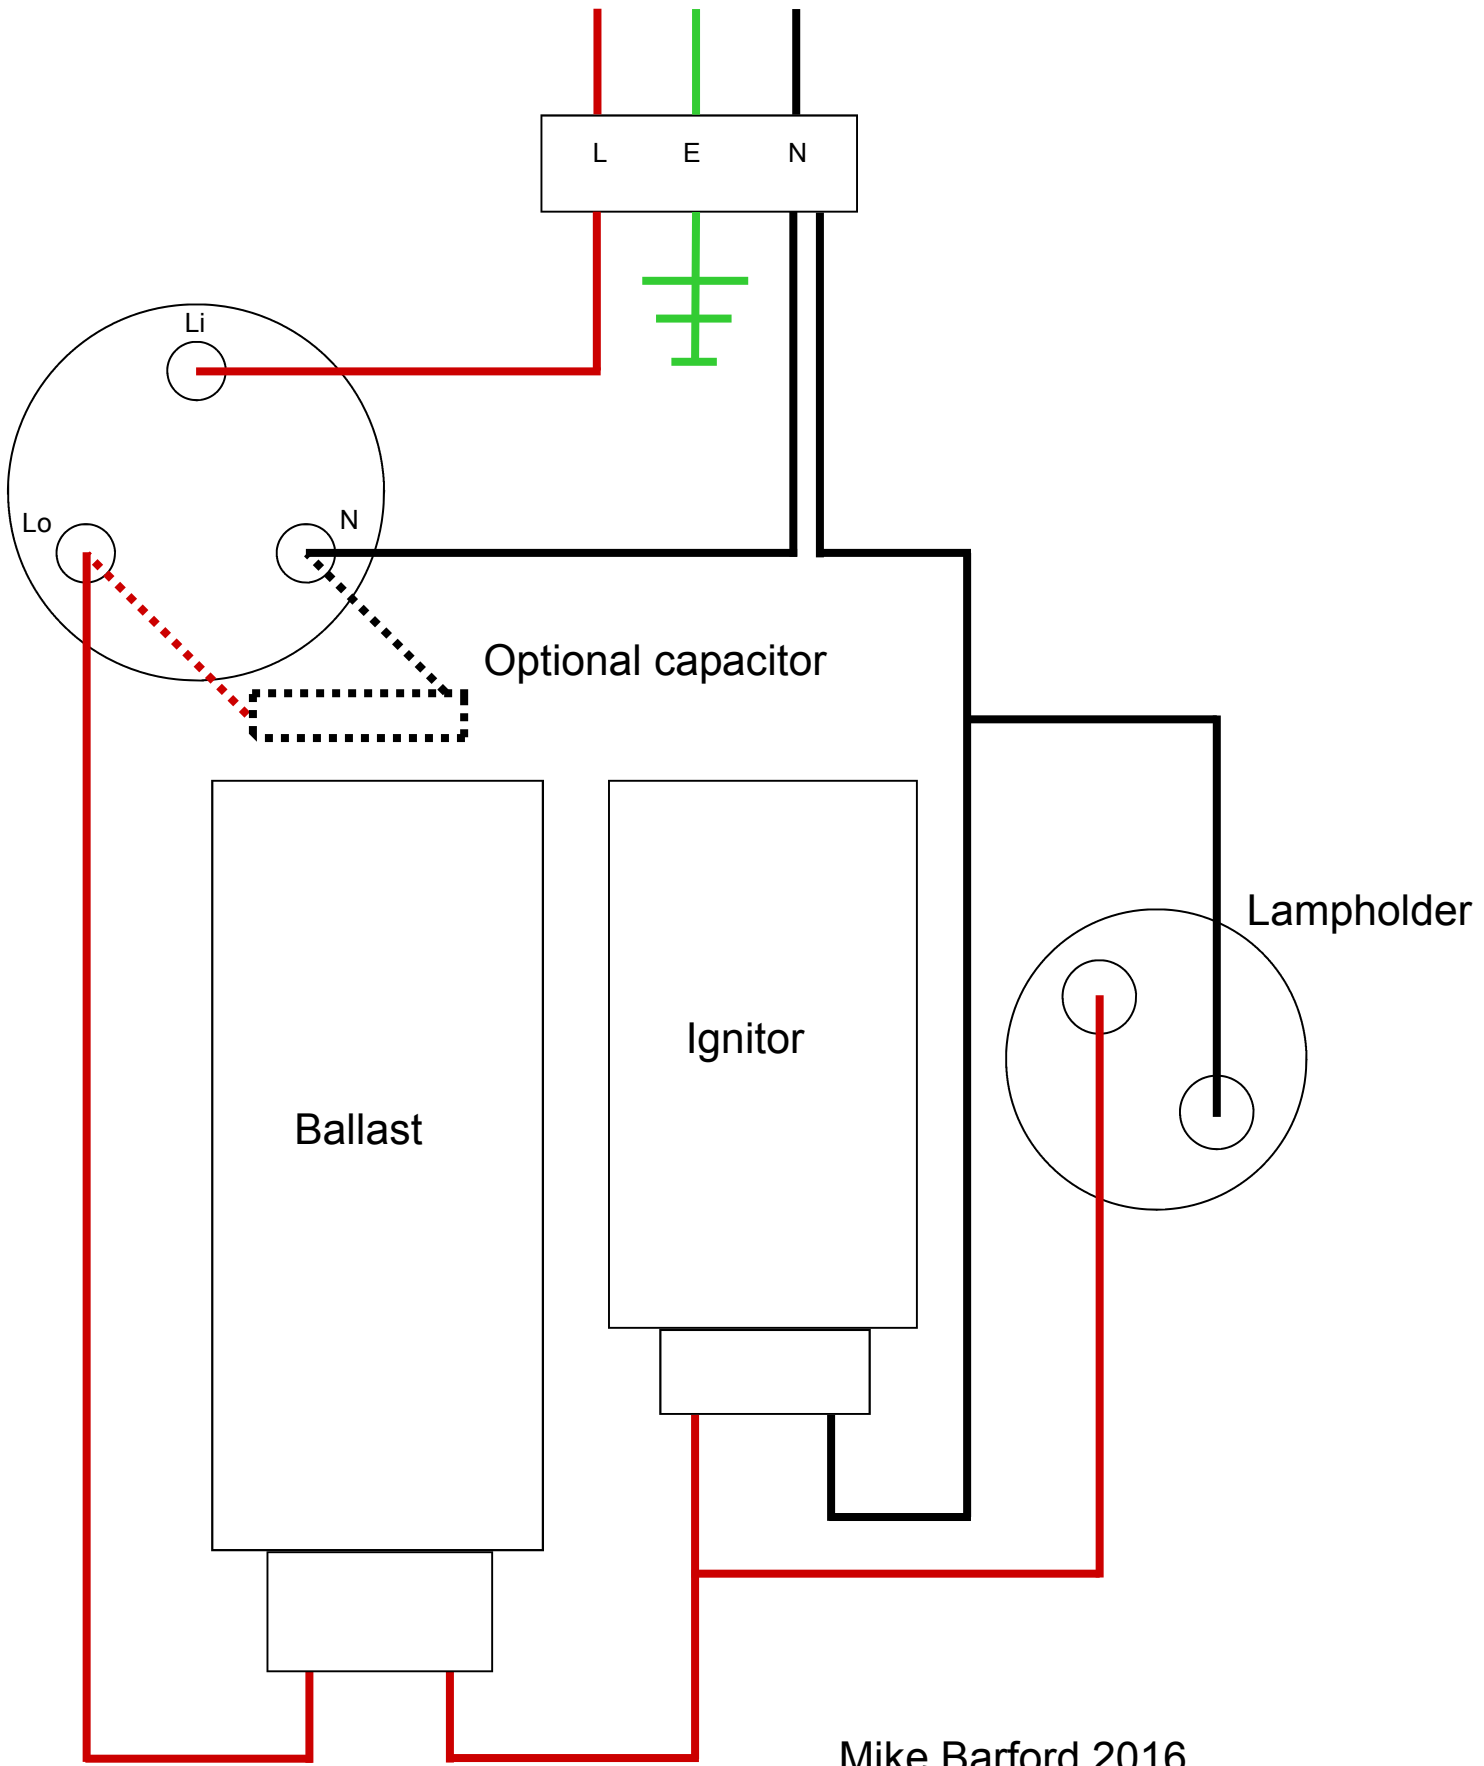 L E N
Li
Lo
N
Optional capacitor
Lampholder
Ignitor
Ballast
Mike Barford 2016